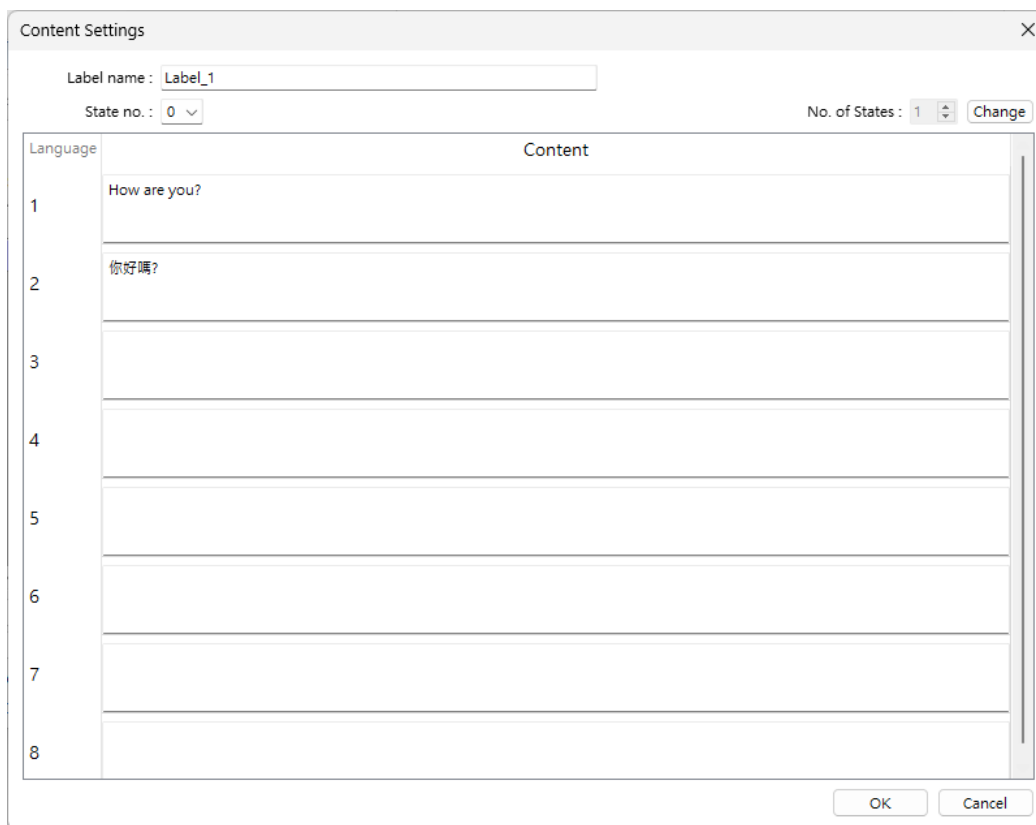 Content Settings
Label name : Label_1
State no. : 0
No. of States : 1 Change
Language Content
1 How are you?
2 你好嗎?
3
4
5
6
7
8
OK Cancel